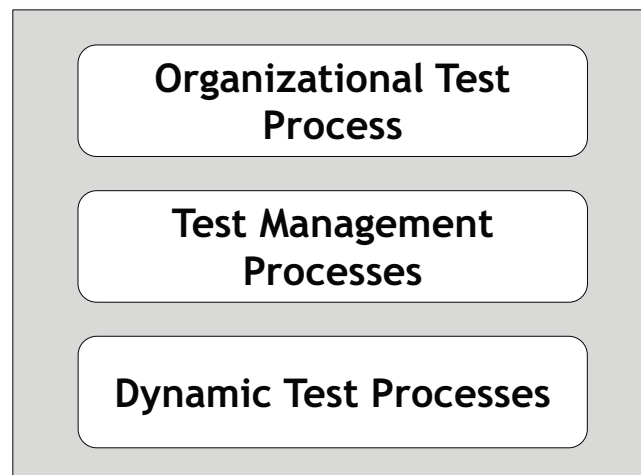 Organizational Test
Process
Test Management
Processes
Dynamic Test Processes